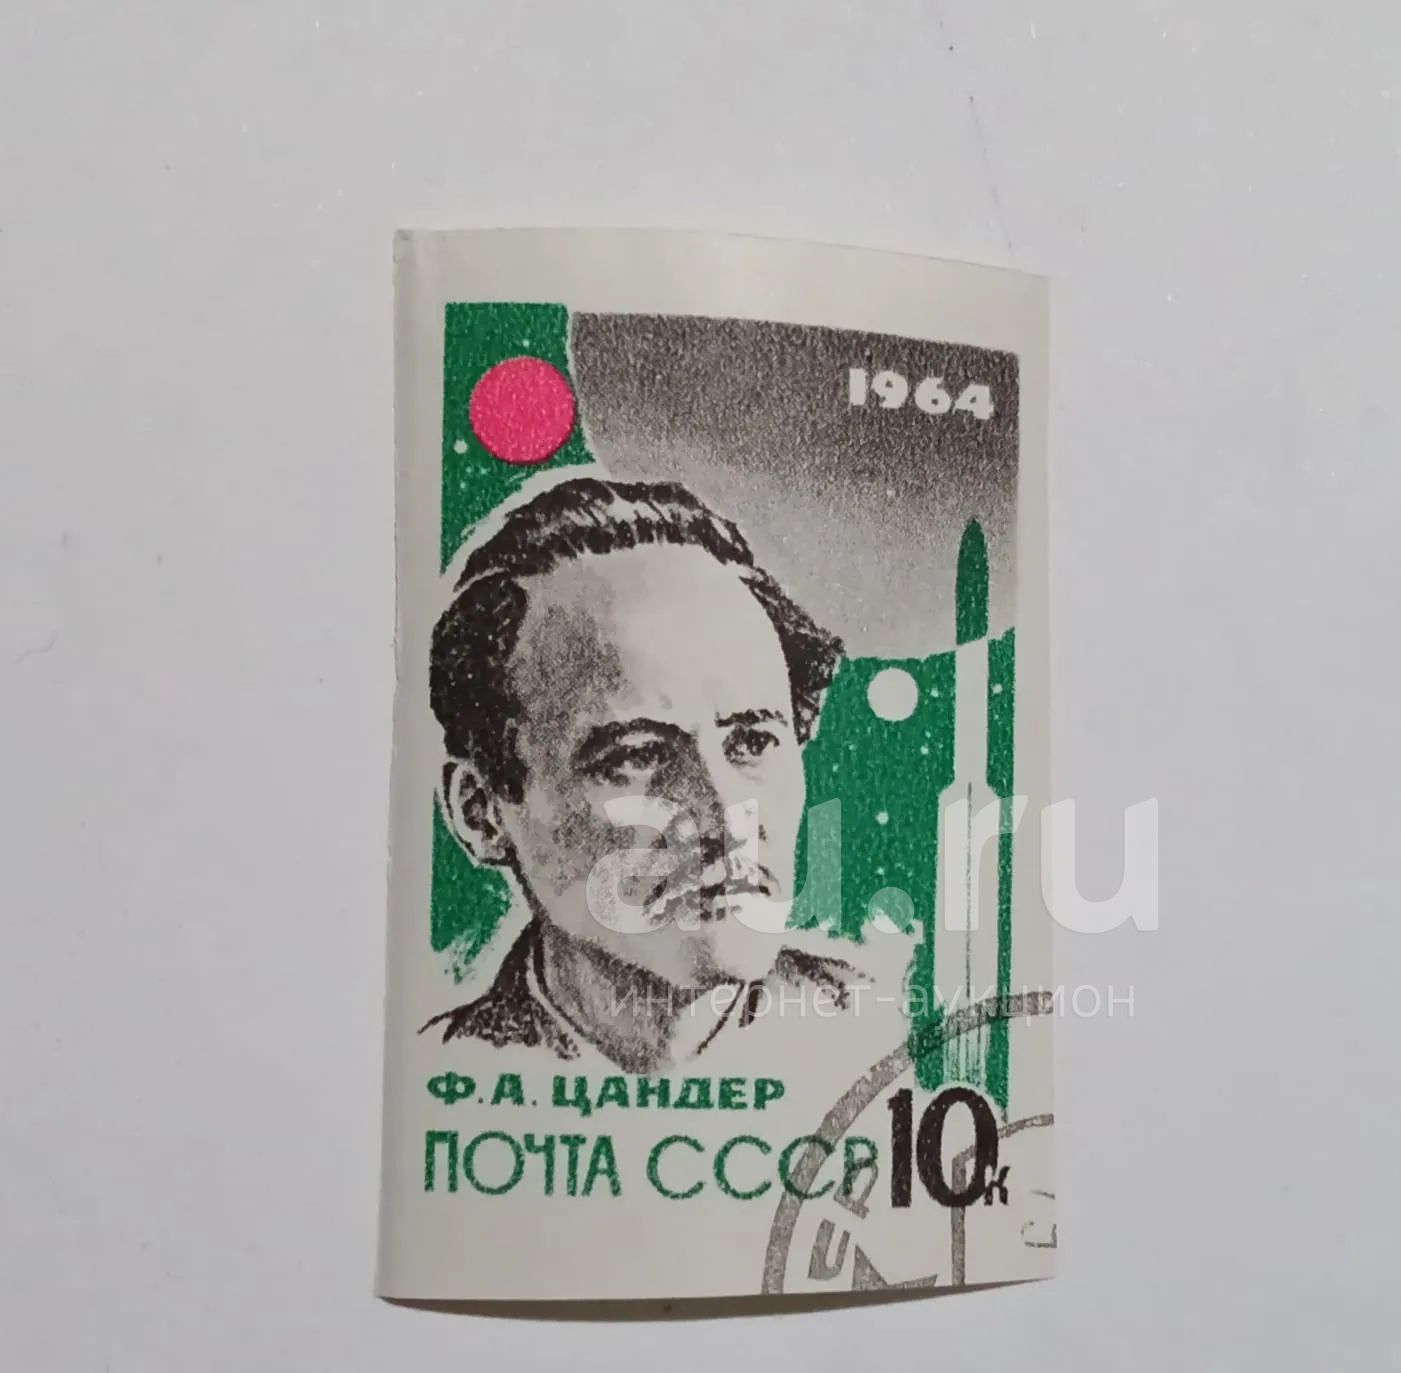 1964
au.ru
интернет-аукцион
Ф.А. ЦАНДЕР
ПОЧТА СССР 10к